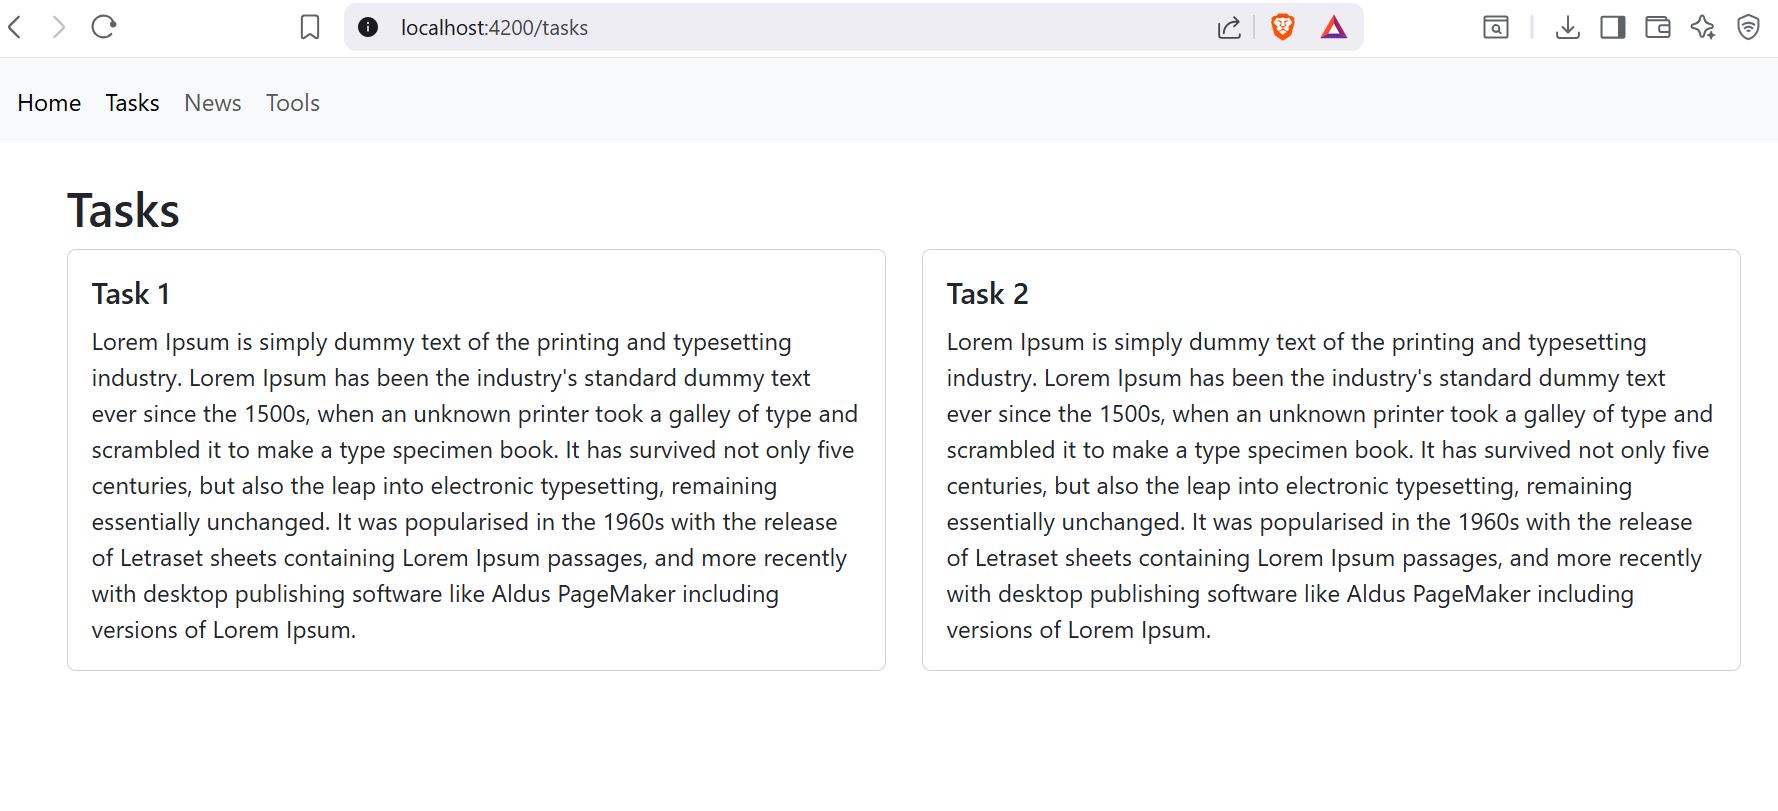 localhost:4200/tasks
Home Tasks News Tools
Tasks
Task 1
Lorem Ipsum is simply dummy text of the printing and typesetting
industry. Lorem Ipsum has been the industry's standard dummy text
ever since the 1500s, when an unknown printer took a galley of type and
scrambled it to make a type specimen book. It has survived not only five
centuries, but also the leap into electronic typesetting, remaining
essentially unchanged. It was popularised in the 1960s with the release
of Letraset sheets containing Lorem Ipsum passages, and more recently
with desktop publishing software like Aldus PageMaker including
versions of Lorem Ipsum.
Task 2
Lorem Ipsum is simply dummy text of the printing and typesetting
industry. Lorem Ipsum has been the industry's standard dummy text
ever since the 1500s, when an unknown printer took a galley of type and
scrambled it to make a type specimen book. It has survived not only five
centuries, but also the leap into electronic typesetting, remaining
essentially unchanged. It was popularised in the 1960s with the release
of Letraset sheets containing Lorem Ipsum passages, and more recently
with desktop publishing software like Aldus PageMaker including
versions of Lorem Ipsum.